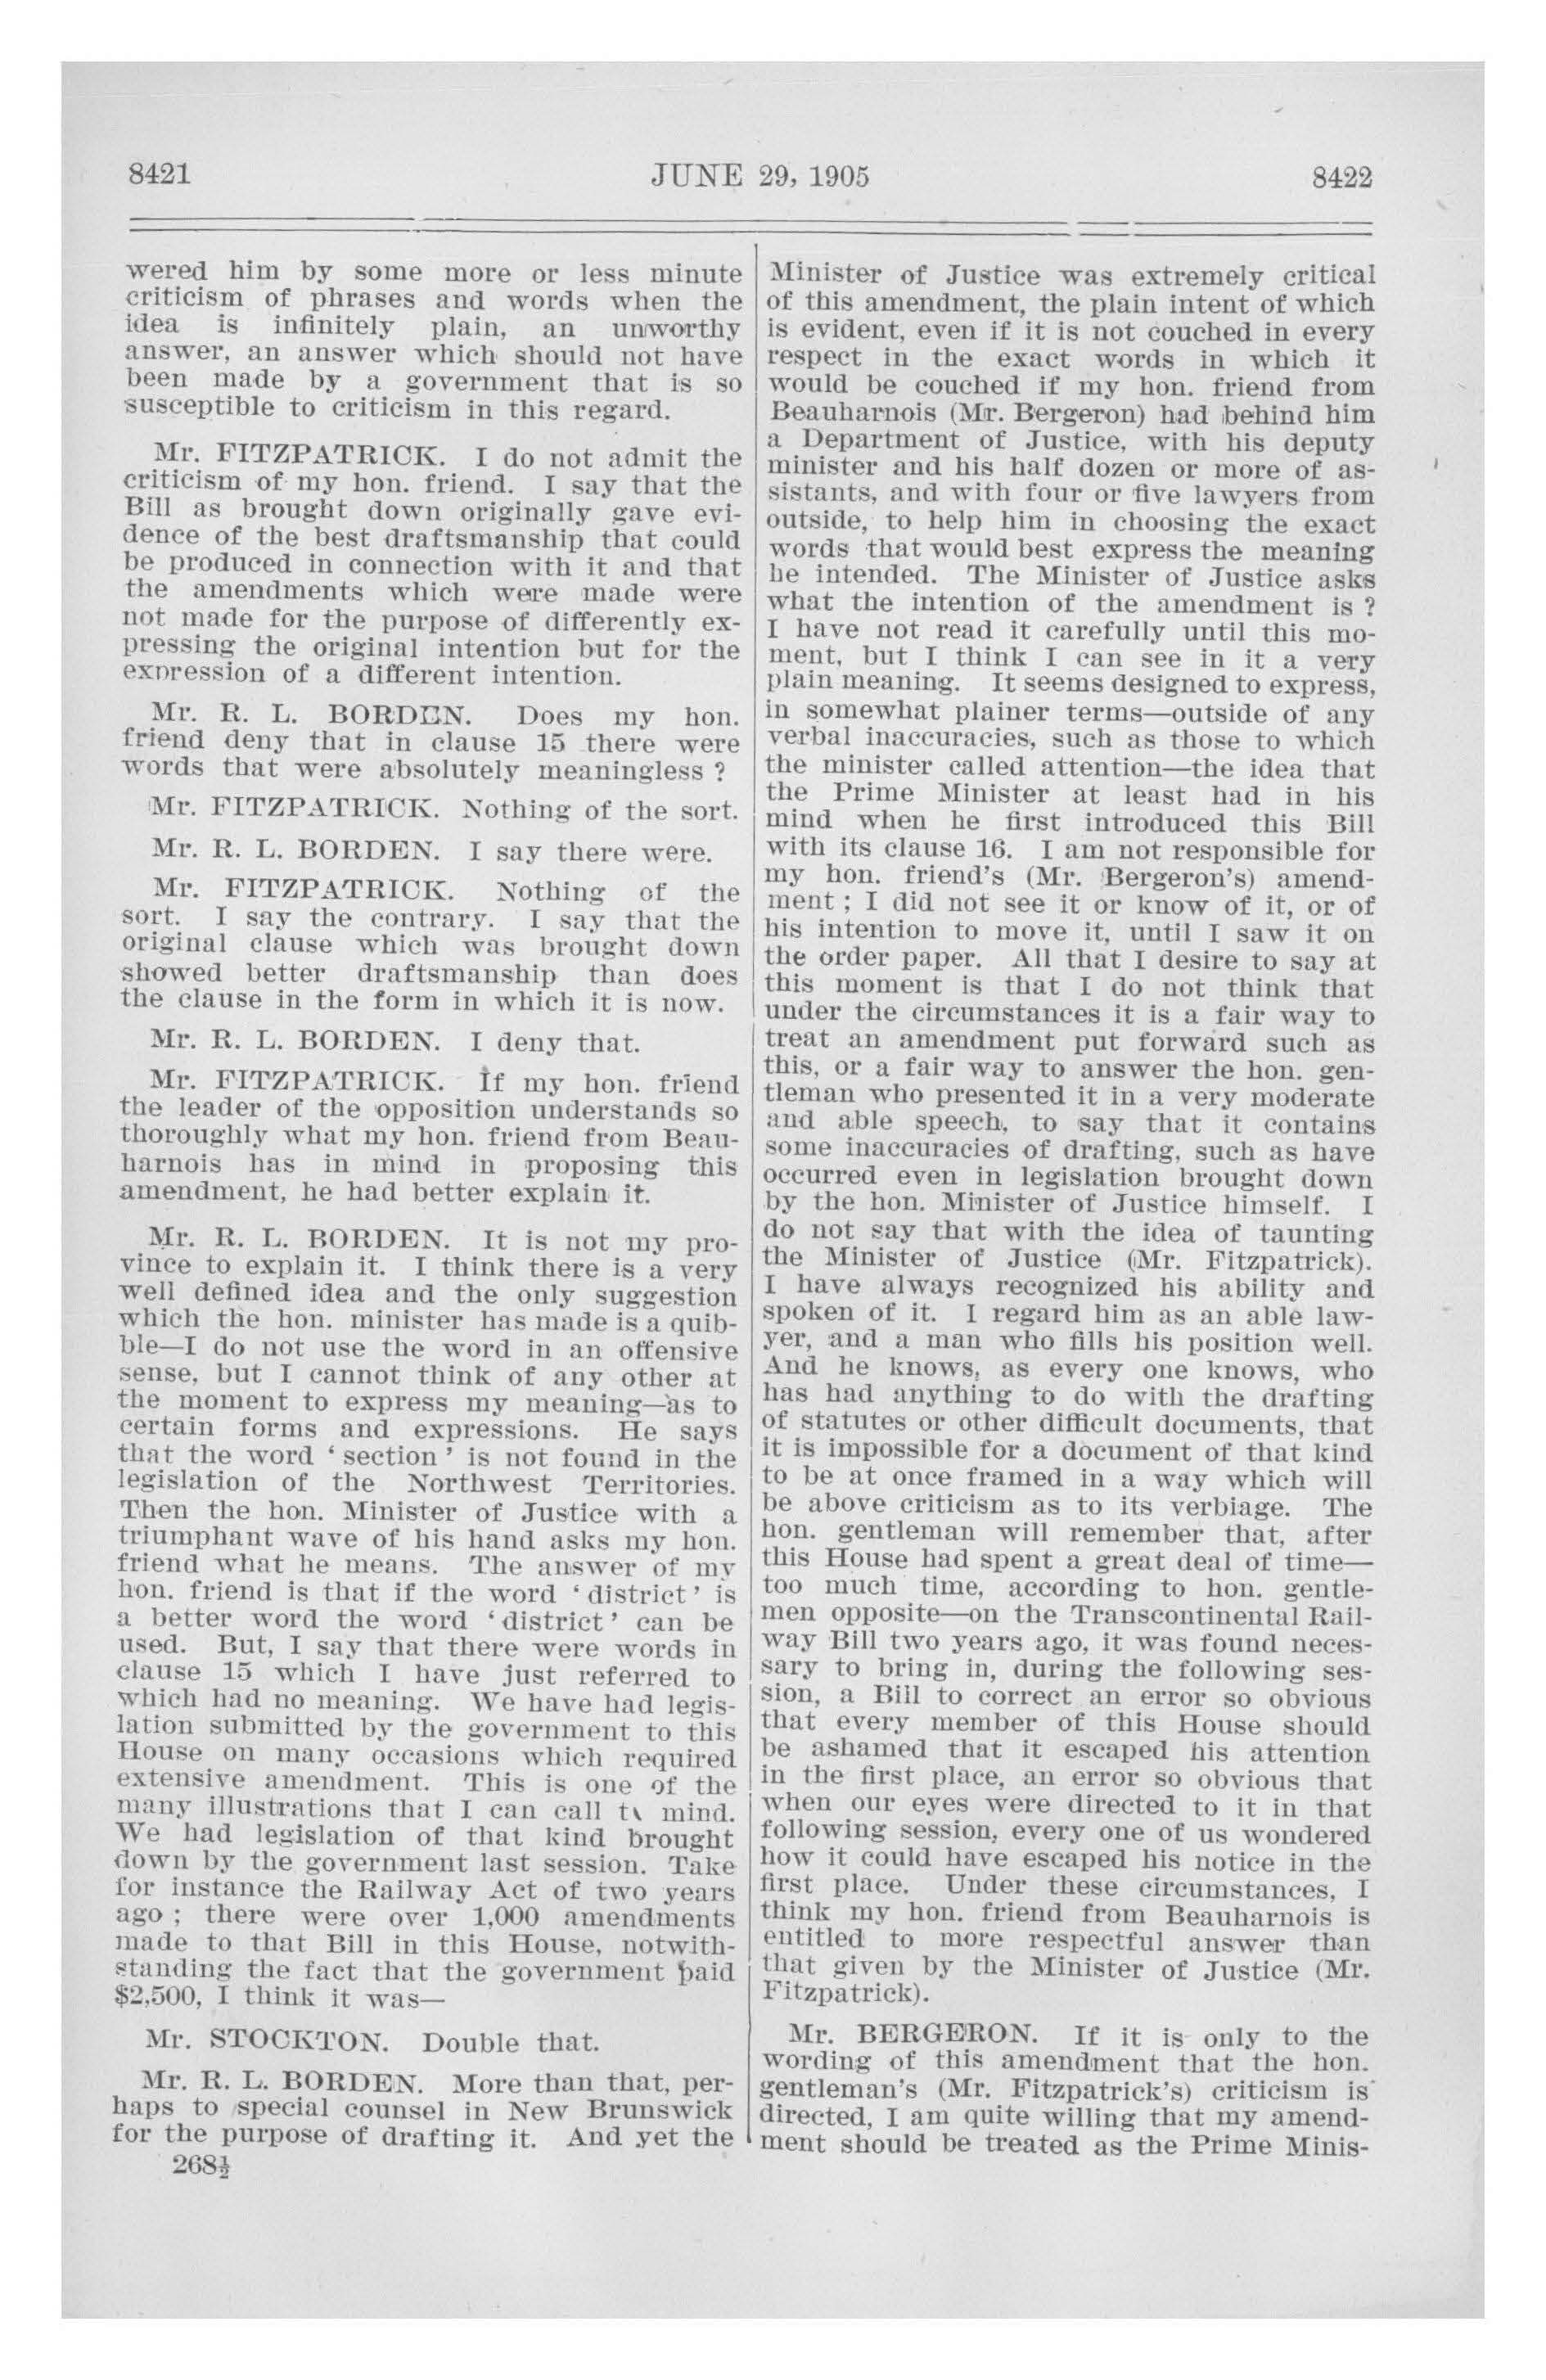 8421
JUNE 29, 1905
8422
wered him by some more or less minute
criticism of phrases and words when the
idea is infinitely plain, an unworthy
answer, an answer which should not have
been made by a government that is so
susceptible to criticism in this regard.
Mr. FITZPATRICK. I do not admit the
criticism of my hon. friend. I say that the
Bill as brought down originally gave evi-
dence of the best draftsmanship that could
be produced in connection with it and that
the amendments which were made were
not made for the purpose of differently ex-
pressing the original intention but for the
expression of a different intention.
Mr. R. L. BORDEN. Does my hon.
friend deny that in clause 15 there were
words that were absolutely meaningless ?
Mr. FITZPATRICK. Nothing of the sort.
Mr. R. L. BORDEN. I say there were.
Mr. FITZPATRICK. Nothing of the
sort. I say the contrary. I say that the
original clause which was brought down
showed better draftsmanship than does
the clause in the form in which it is now.
Mr. R. L. BORDEN. I deny that.
Mr. FITZPATRICK. If my hon. friend
the leader of the opposition understands so
thoroughly what my hon. friend from Beau-
harnois has in mind in proposing this
amendment, he had better explain it.
Mr. R. L. BORDEN. It is not my pro-
vince to explain it. I think there is a very
well defined idea and the only suggestion
which the hon. minister has made is a quib-
ble—I do not use the word in an offensive
sense, but I cannot think of any other at
the moment to express my meaning—as to
certain forms and expressions. He says
that the word ‘ section ’ is not found in the
legislation of the Northwest Territories.
Then the hon. Minister of Justice with a
triumphant wave of his hand asks my hon.
friend what he means. The answer of my
hon. friend is that if the word ‘ district ’ is
a better word the word ‘ district ’ can be
used. But, I say that there were words in
clause 15 which I have just referred to
which had no meaning. We have had legis-
lation submitted by the government to this
House on many occasions which required
extensive amendment. This is one of the
many illustrations that I can call to mind.
We had legislation of that kind brought
down by the government last session. Take
for instance the Railway Act of two years
ago ; there were over 1,000 amendments
made to that Bill in this House, notwith-
standing the fact that the government paid
$2,500, I think it was—
Mr. STOCKTON. Double that.
Mr. R. L. BORDEN. More than that, per-
haps to special counsel in New Brunswick
for the purpose of drafting it. And yet the
268½
Minister of Justice was extremely critical
of this amendment, the plain intent of which
is evident, even if it is not couched in every
respect in the exact words in which it
would be couched if my hon. friend from
Beauharnois (Mr. Bergeron) had behind him
a Department of Justice, with his deputy
minister and his half dozen or more of as-
sistants, and with four or five lawyers from
outside, to help him in choosing the exact
words that would best express the meaning
he intended. The Minister of Justice asks
what the intention of the amendment is ?
I have not read it carefully until this mo-
ment, but I think I can see in it a very
plain meaning. It seems designed to express,
in somewhat plainer terms—outside of any
verbal inaccuracies, such as those to which
the minister called attention—the idea that
the Prime Minister at least had in his
mind when he first introduced this Bill
with its clause 16. I am not responsible for
my hon. friend's (Mr. Bergeron's) amend-
ment ; I did not see it or know of it, or of
his intention to move it, until I saw it on
the order paper. All that I desire to say at
this moment is that I do not think that
under the circumstances it is a fair way to
treat an amendment put forward such as
this, or a fair way to answer the hon. gen-
tleman who presented it in a very moderate
and able speech, to say that it contains
some inaccuracies of drafting, such as have
occurred even in legislation brought down
by the hon. Minister of Justice himself. I
do not say that with the idea of taunting
the Minister of Justice (Mr. Fitzpatrick).
I have always recognized his ability and
spoken of it. I regard him as an able law-
yer, and a man who fills his position well.
And he knows, as every one knows, who
has had anything to do with the drafting
of statutes or other difficult documents, that
it is impossible for a document of that kind
to be at once framed in a way which will
be above criticism as to its verbiage. The
hon. gentleman will remember that, after
this House had spent a great deal of time—
too much time, according to hon. gentle-
men opposite—on the Transcontinental Rail-
way Bill two years ago, it was found neces-
sary to bring in, during the following ses-
sion, a Bill to correct an error so obvious
that every member of this House should
be ashamed that it escaped his attention
in the first place, an error so obvious that
when our eyes were directed to it in that
following session, every one of us wondered
how it could have escaped his notice in the
first place. Under these circumstances, I
think my hon. friend from Beauharnois is
entitled to more respectful answer than
that given by the Minister of Justice (Mr.
Fitzpatrick).
Mr. BERGERON. If it is only to the
wording of this amendment that the hon.
gentleman's (Mr. Fitzpatrick's) criticism is
directed, I am quite willing that my amend-
ment should be treated as the Prime Minis-